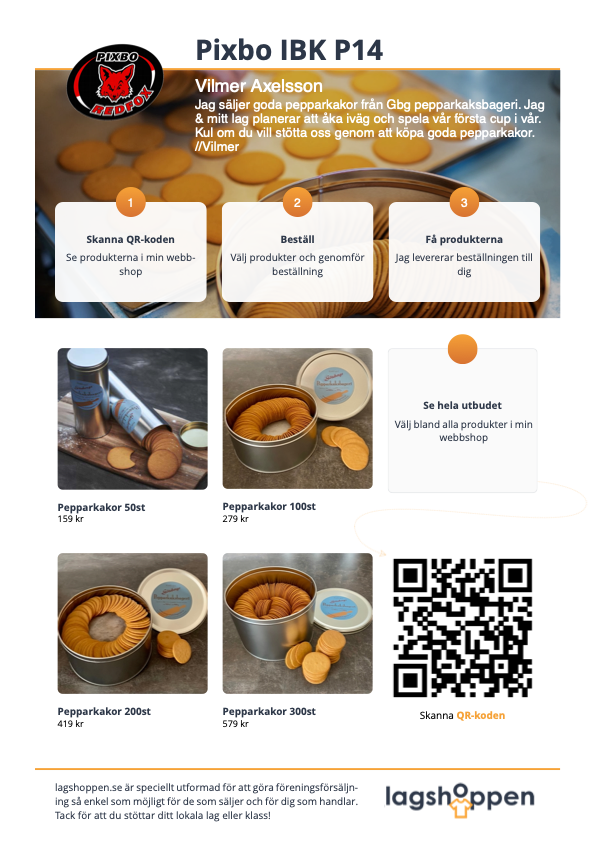 Pixbo IBK P14
PIXBO
REDFOX
Vilmer Axelsson
Jag säljer goda pepparkakor från Gbg pepparkaksbageri. Jag
& mitt lag planerar att åka iväg och spela vår första cup i vår.
Kul om du vill stötta oss genom att köpa goda pepparkakor.
//Vilmer
1
Skanna QR-koden
Se produkterna i min webb-
shop
2
Beställ
Välj produkter och genomför
beställning
3
Få produkterna
Jag levererar beställningen till
dig
Pepparkakor 50st
159 kr
Pepparkakor 100st
279 kr
Se hela utbudet
Välj bland alla produkter i min
webbshop
Pepparkakor 200st
419 kr
Pepparkakor 300st
579 kr
Skanna QR-koden
lagshoppen.se är speciellt utformad för att göra föreningsförsäljn-
ing så enkel som möjligt för de som säljer och för dig som handlar.
Tack för att du stöttar ditt lokala lag eller klass!
lagshoppen